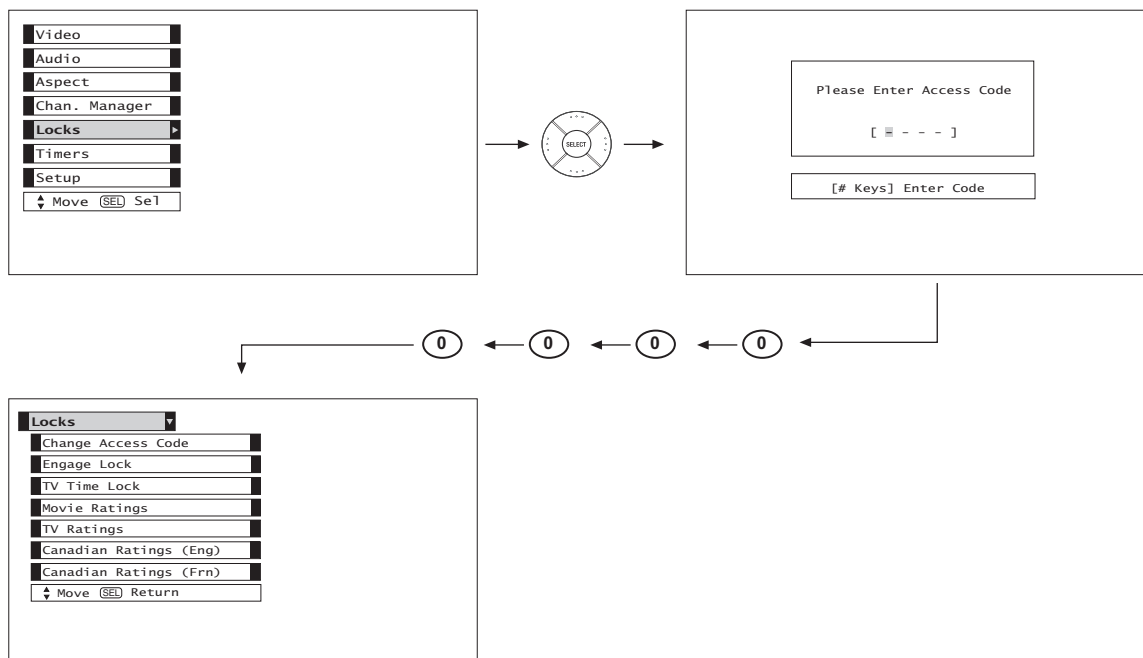 Video
Audio
Aspect
Chan. Manager
Locks
Timers
Setup
Move SEL Sel
SELECT
Please Enter Access Code
[ - - - - ]
[# Keys] Enter Code
0 0 0 0
Locks
Change Access Code
Engage Lock
TV Time Lock
Movie Ratings
TV Ratings
Canadian Ratings (Eng)
Canadian Ratings (Frn)
Move SEL Return